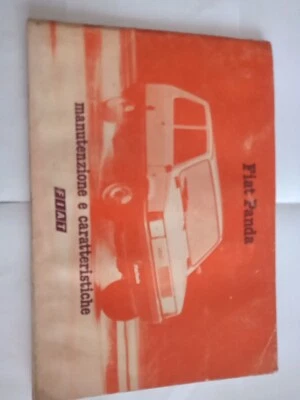 Fiat Panda
manutenzione e caratteristiche
FIAT